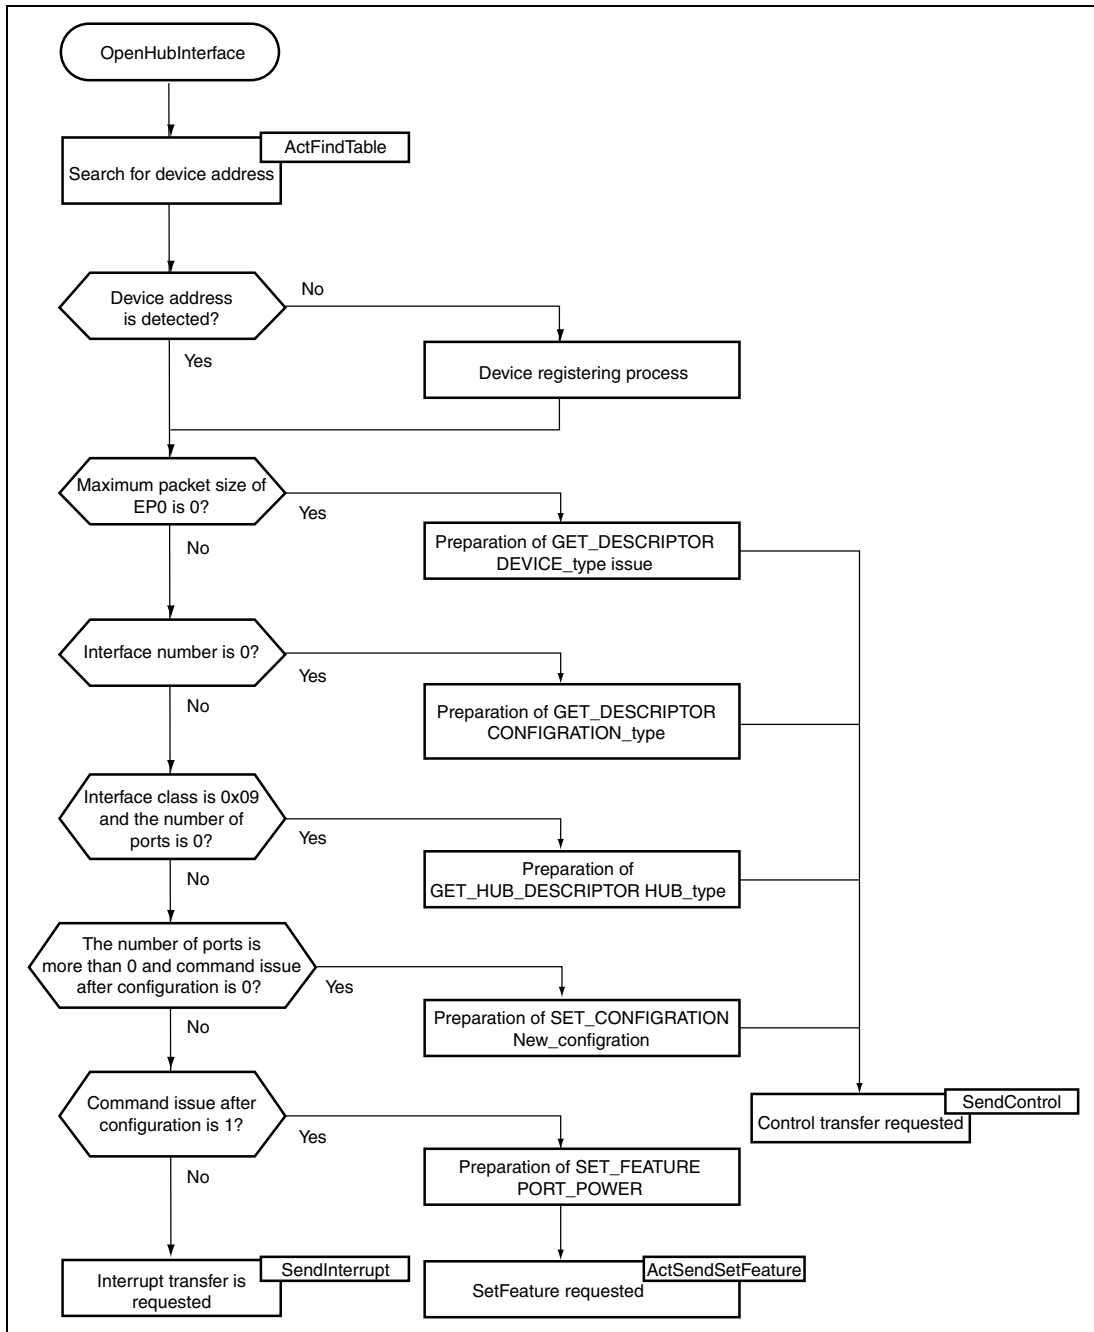 OpenHubInterface
ActFindTable
Search for device address
Device address
is detected?
No
Yes
Device registering process
Maximum packet size of
EP0 is 0?
Yes
No
Preparation of GET_DESCRIPTOR
DEVICE_type issue
Interface number is 0?
Yes
No
Preparation of GET_DESCRIPTOR
CONFIGRATION_type
Interface class is 0x09
and the number of
ports is 0?
Yes
No
Preparation of
GET_HUB_DESCRIPTOR HUB_type
The number of ports is
more than 0 and command issue
after configuration is 0?
Yes
No
Preparation of SET_CONFIGRATION
New_configration
Command issue after
configuration is 1?
Yes
No
SendControl
Control transfer requested
Preparation of SET_FEATURE
PORT_POWER
SendInterrupt
Interrupt transfer is
requested
ActSendSetFeature
SetFeature requested